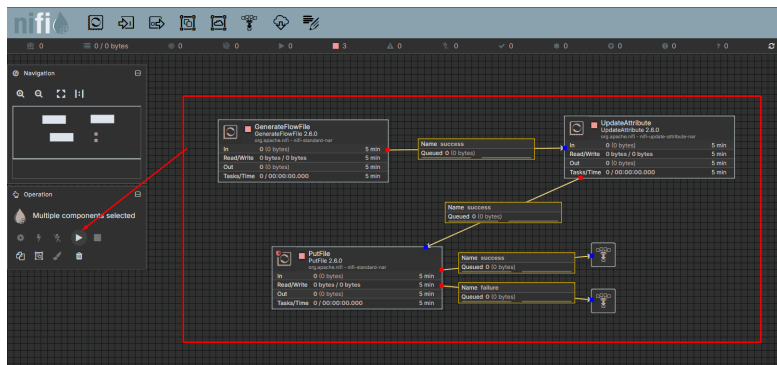 nifi
0 0 / 0 bytes 0 0 0 3 0 0 0 0 0 0 0
Navigation
Operation
Multiple components selected
GenerateFlowFile
GenerateFlowFile 2.6.0
org.apache.nifi - nifi-standard-nar
In 0 (0 bytes) 5 min
Read/Write 0 bytes / 0 bytes 5 min
Out 0 (0 bytes) 5 min
Tasks/Time 0 / 00:00:00.000 5 min
Name success
Queued 0 (0 bytes)
UpdateAttribute
UpdateAttribute 2.6.0
org.apache.nifi - nifi-update-attribute-nar
In 0 (0 bytes) 5 min
Read/Write 0 bytes / 0 bytes 5 min
Out 0 (0 bytes) 5 min
Tasks/Time 0 / 00:00:00.000 5 min
Name success
Queued 0 (0 bytes)
PutFile
PutFile 2.6.0
org.apache.nifi - nifi-standard-nar
In 0 (0 bytes) 5 min
Read/Write 0 bytes / 0 bytes 5 min
Out 0 (0 bytes) 5 min
Tasks/Time 0 / 00:00:00.000 5 min
Name success
Queued 0 (0 bytes)
Name failure
Queued 0 (0 bytes)